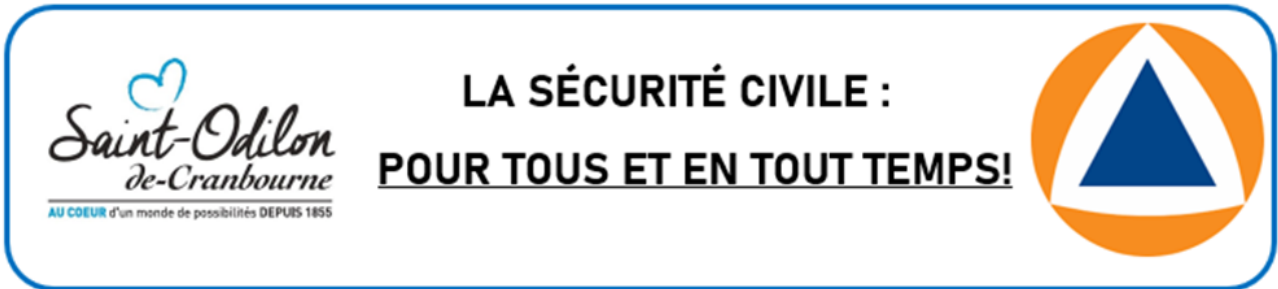 Saint-Odilon
de-Cranbourne
AU COEUR d'un monde de possibilités DEPUIS 1855
LA SÉCURITÉ CIVILE :
POUR TOUS ET EN TOUT TEMPS!